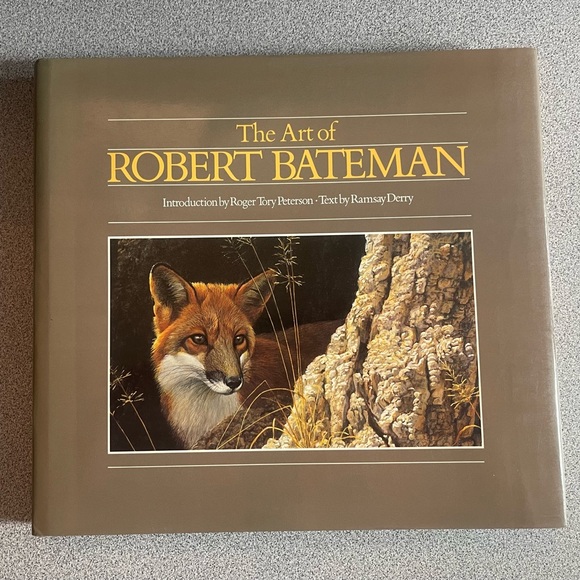 The Art of
ROBERT BATEMAN
Introduction by Roger Tory Peterson · Text by Ramsay Derry